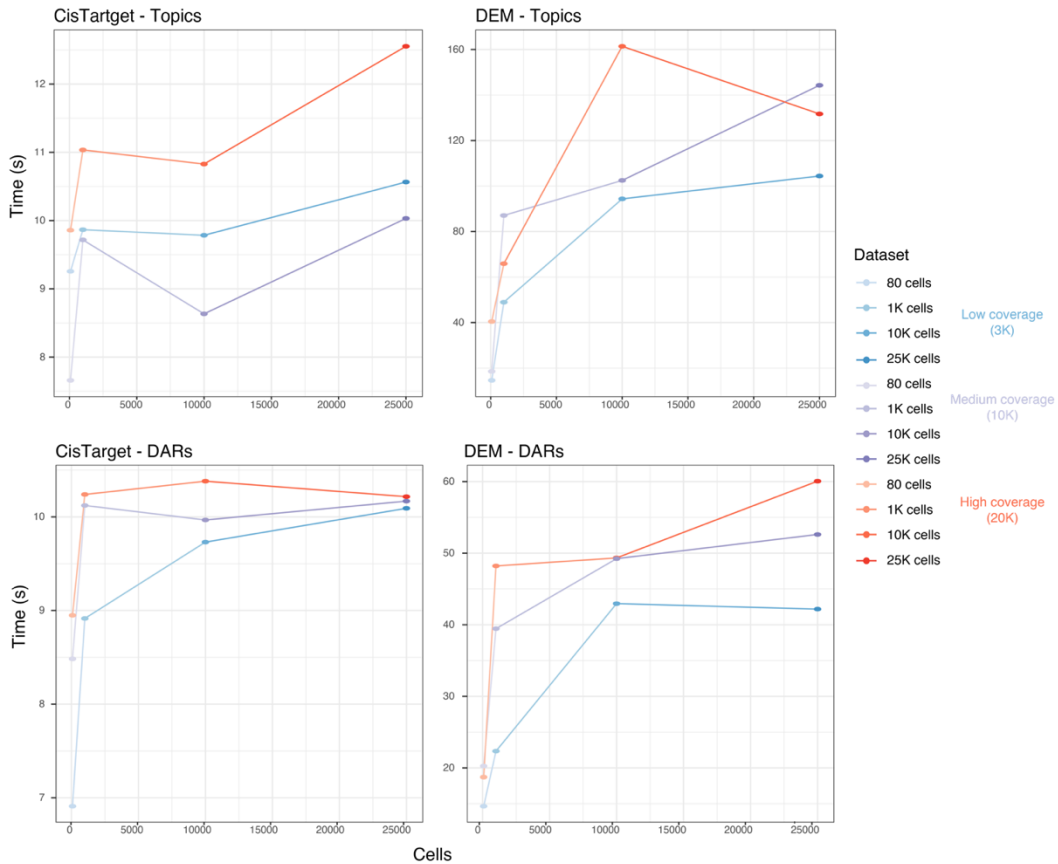 CisTartget - Topics
DEM - Topics
Time (s)
12
11
10
9
8
0 5000 10000 15000 20000 25000
160
120
80
40
0 5000 10000 15000 20000 25000
CisTarget - DARs
DEM - DARs
Time (s)
10
9
8
7
0 5000 10000 15000 20000 25000
60
50
40
30
20
0 5000 10000 15000 20000 25000
Cells
Dataset
80 cells
1K cells
10K cells
25K cells
Low coverage
(3K)
80 cells
1K cells
10K cells
25K cells
Medium coverage
(10K)
80 cells
1K cells
10K cells
25K cells
High coverage
(20K)